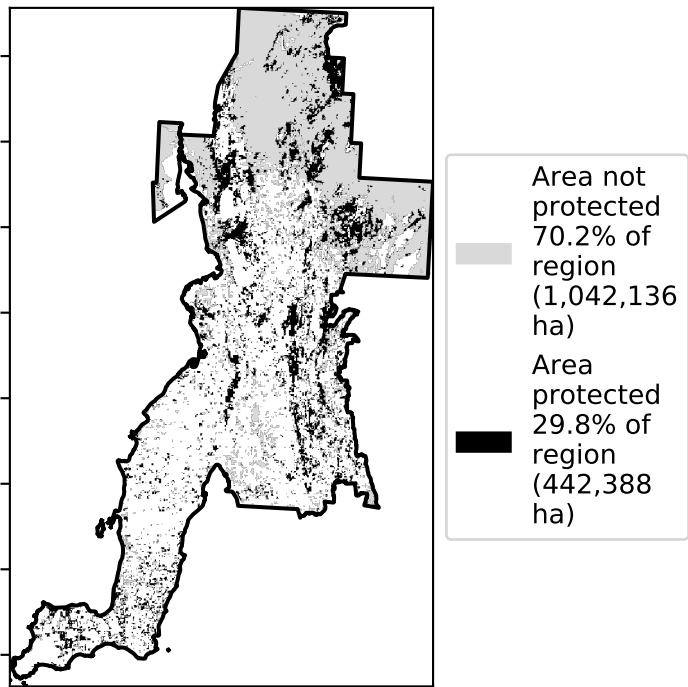 Area not
protected
70.2% of
region
(1,042,136
ha)
Area
protected
29.8% of
region
(442,388
ha)